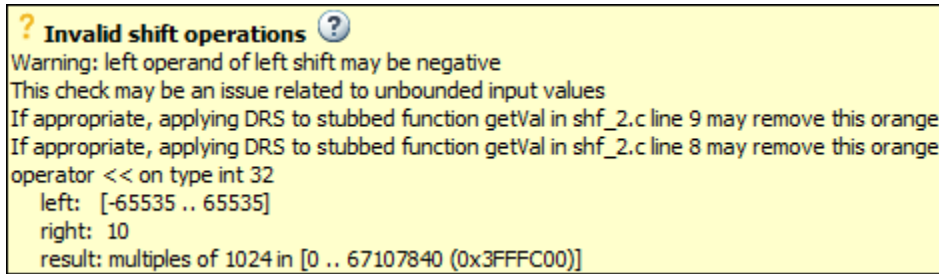 ? Invalid shift operations ?
Warning: left operand of left shift may be negative
This check may be an issue related to unbounded input values
If appropriate, applying DRS to stubbed function getVal in shf_2.c line 9 may remove this orange
If appropriate, applying DRS to stubbed function getVal in shf_2.c line 8 may remove this orange
operator << on type int 32
left: [-65535 .. 65535]
right: 10
result: multiples of 1024 in [0 .. 67107840 (0x3FFFC00)]